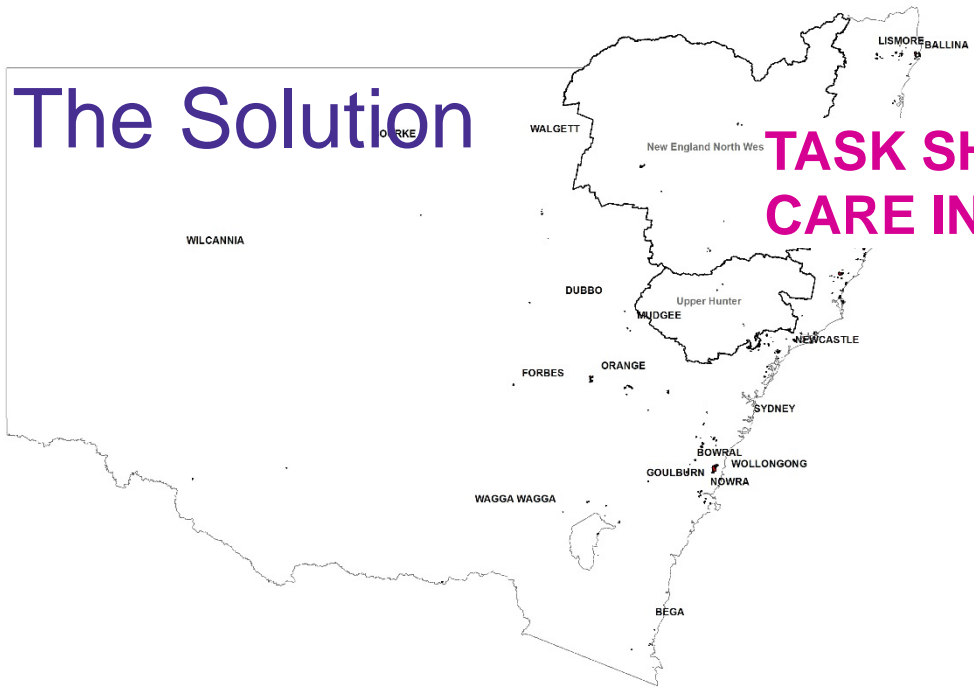 LISMORE
BALLINA
The Solution
WALGETT
New England North Wes
TASK SH
CARE IN
WILCANNIA
DUBBO
Upper Hunter
MUDGEE
NEWCASTLE
FORBES
ORANGE
SYDNEY
BOWRAL
WOLLONGONG
GOULBURN
NOWRA
WAGGA WAGGA
BEGA